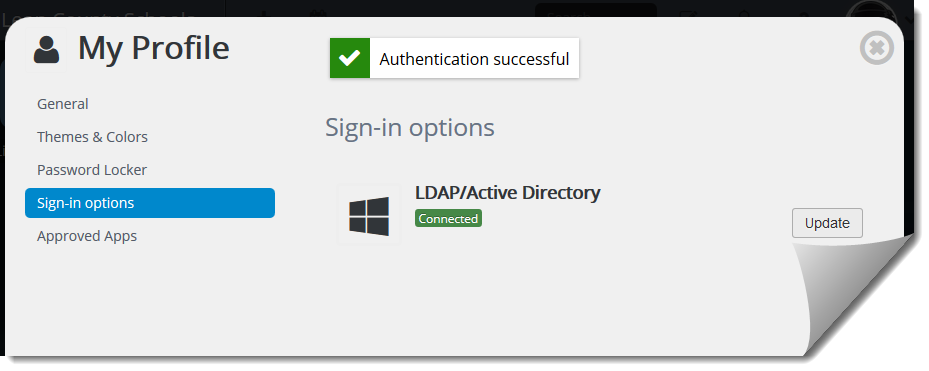 My Profile
Authentication successful
General
Themes & Colors
Password Locker
Sign-in options
Approved Apps
Sign-in options
LDAP/Active Directory
Connected
Update